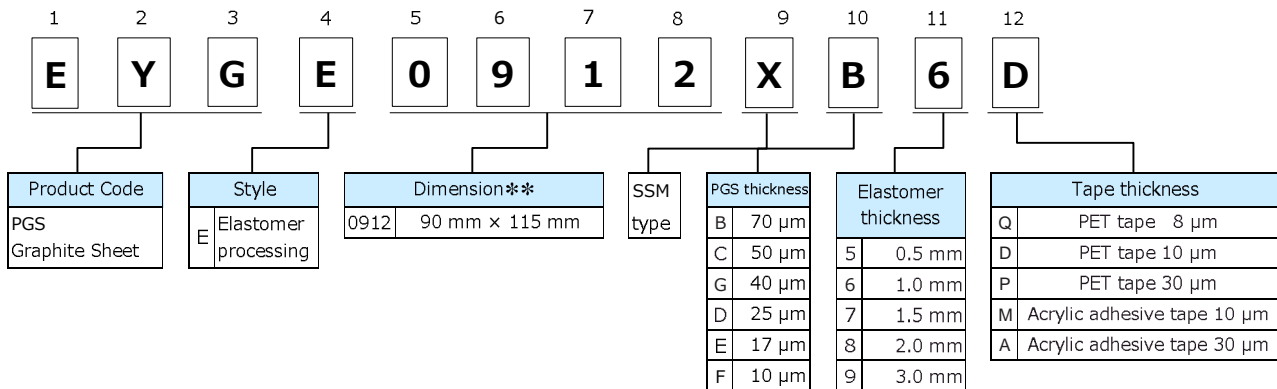 1 2 3 4 5 6 7 8 9 10 11 12
E Y G E 0 9 1 2 X B 6 D
Product Code
PGS
Graphite Sheet
Style
E Elastomer
processing
Dimension**
0912 90 mm × 115 mm
SSM
type
PGS thickness
B 70 μm
C 50 μm
G 40 μm
D 25 μm
E 17 μm
F 10 μm
Elastomer
thickness
5 0.5 mm
6 1.0 mm
7 1.5 mm
8 2.0 mm
9 3.0 mm
Tape thickness
Q PET tape 8 μm
D PET tape 10 μm
P PET tape 30 μm
M Acrylic adhesive tape 10 μm
A Acrylic adhesive tape 30 μm